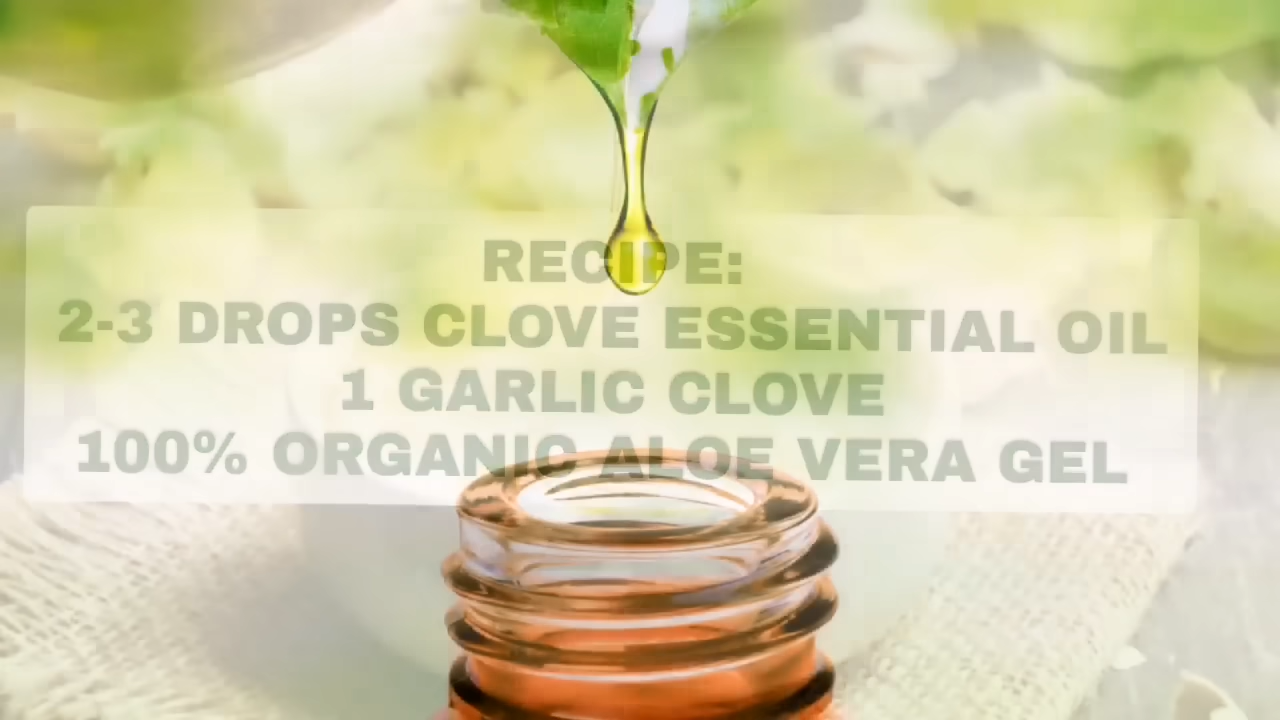 RECIPE:
2-3 DROPS CLOVE ESSENTIAL OIL
1 GARLIC CLOVE
100% ORGANIC ALOE VERA GEL